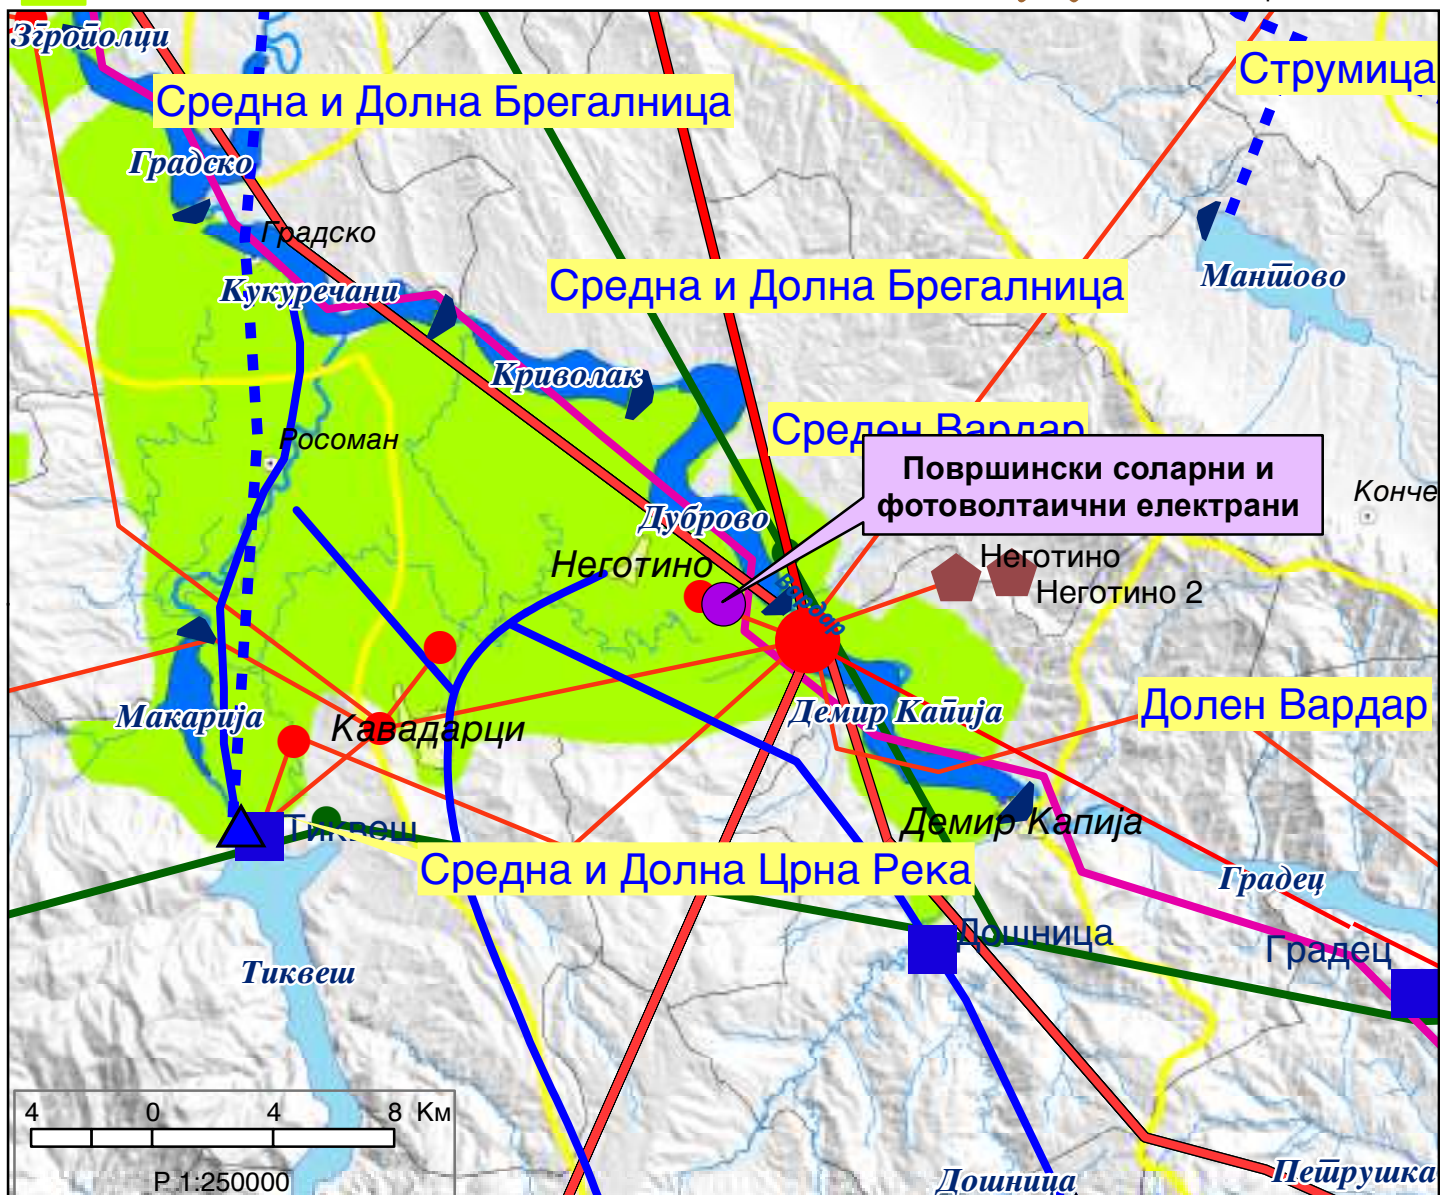 Згрополци
Струмица
Средна и Долна Брегалница
Градско
Градско
Мантово
Кукуречани
Средна и Долна Брегалница
Криволак
Среден Вардар
Росоман
Површински соларни и
фотоволтаични електрани
Конче
Дуброво
Неготино
Неготино
Неготино 2
Вардар
Макарија
Кавадарци
Демир Капија
Долен Вардар
Тиквеш
Демир Капија
Средна и Долна Црна Река
Градец
Дошница
Градец
Тиквеш
4 0 4 8 Км
Р 1:250000
Дошница
Петрушка